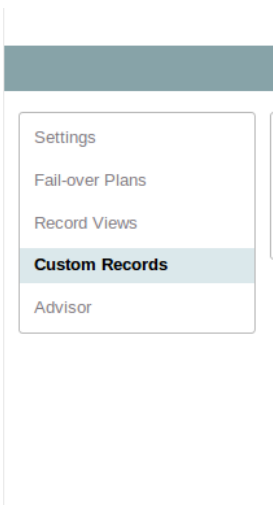 Settings
Fail-over Plans
Record Views
Custom Records
Advisor